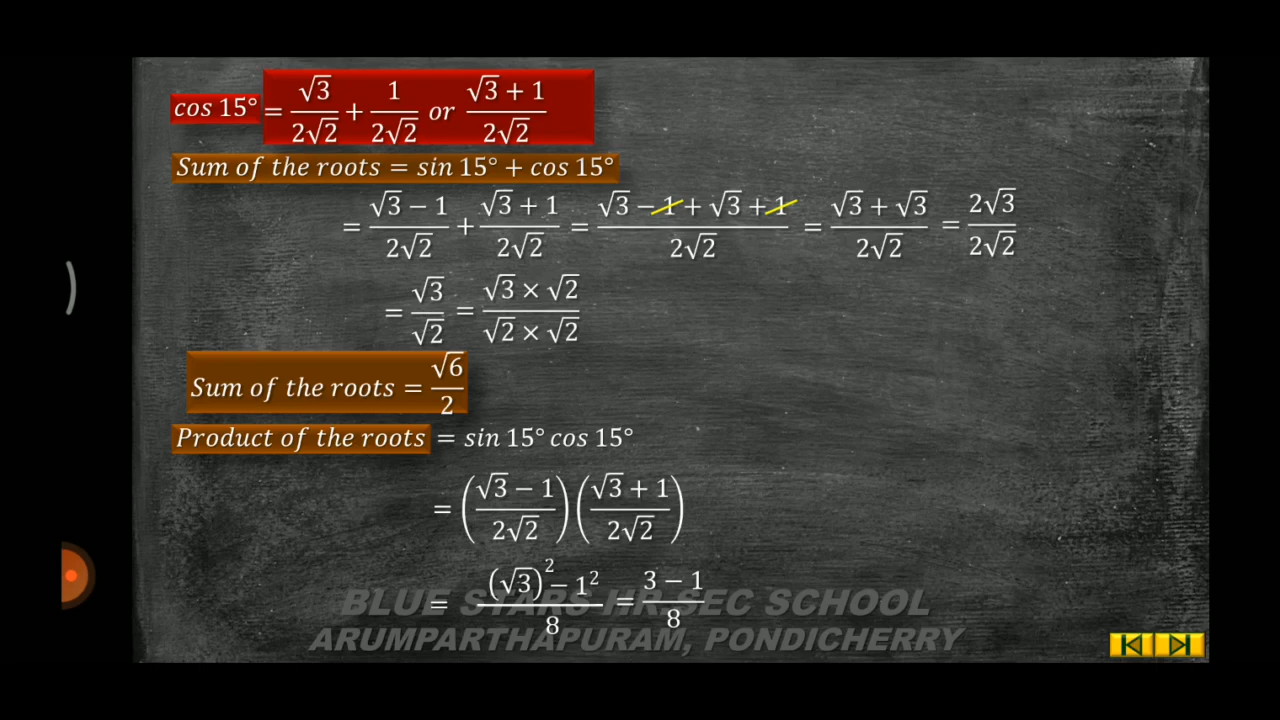 cos 15° = √3/2√2 + 1/2√2 or √3 + 1/2√2
Sum of the roots = sin 15° + cos 15°
= √3 − 1/2√2 + √3 + 1/2√2 = √3 − 1 + √3 + 1/2√2 = √3 + √3/2√2 = 2√3/2√2
= √3/√2 = √3 × √2/√2 × √2
Sum of the roots = √6/2
Product of the roots = sin 15° cos 15°
= (√3 − 1/2√2)(√3 + 1/2√2)
= (√3)² − 1²/8 = 3 − 1/8
BLUE STARS HR.SEC SCHOOL
ARUMPARTHAPURAM, PONDICHERRY